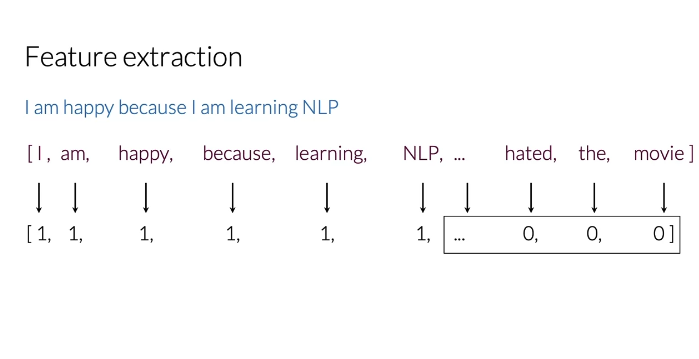 Feature extraction
I am happy because I am learning NLP
[ I , am, happy, because, learning, NLP, ... hated, the, movie ]
[ 1, 1, 1, 1, 1, 1, ... 0, 0, 0 ]